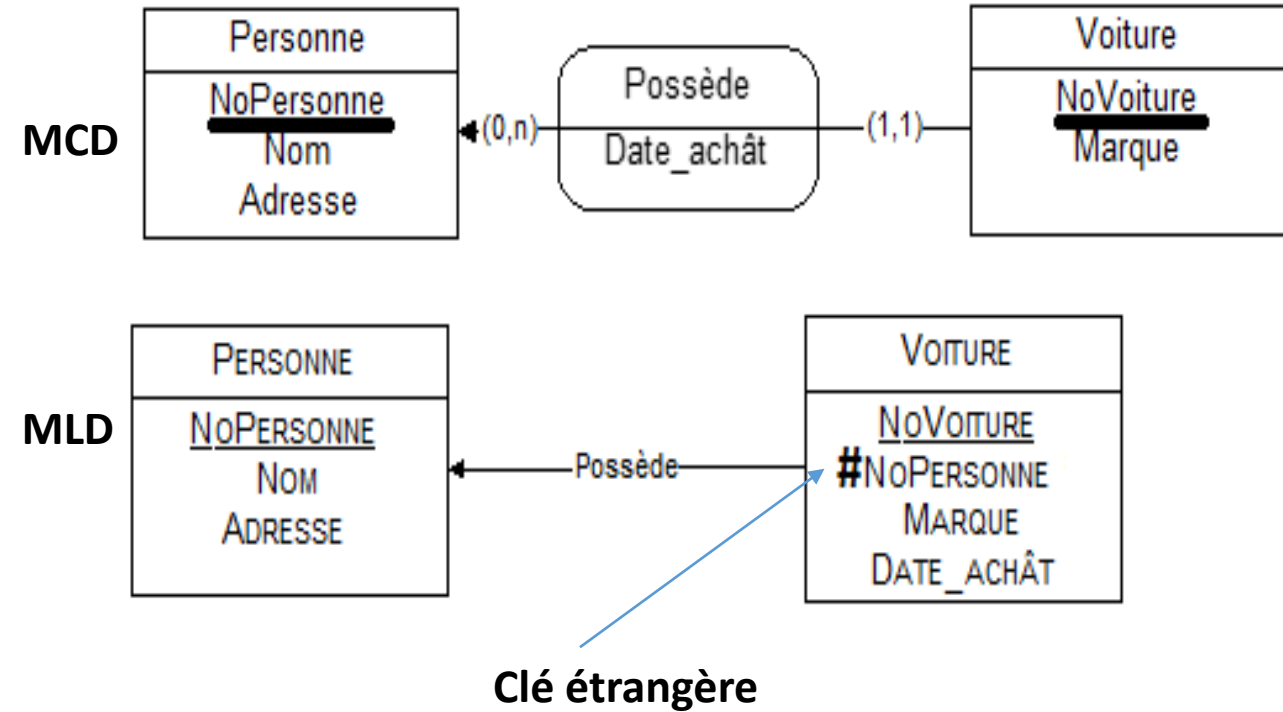 MCD
Personne
NoPersonne
Nom
Adresse
(0,n)
Possède
Date_achât
(1,1)
Voiture
NoVoiture
Marque
MLD
PERSONNE
NOPERSONNE
NOM
ADRESSE
Possède
VOITURE
NOVOITURE
#NOPERSONNE
MARQUE
DATE_ACHÂT
Clé étrangère